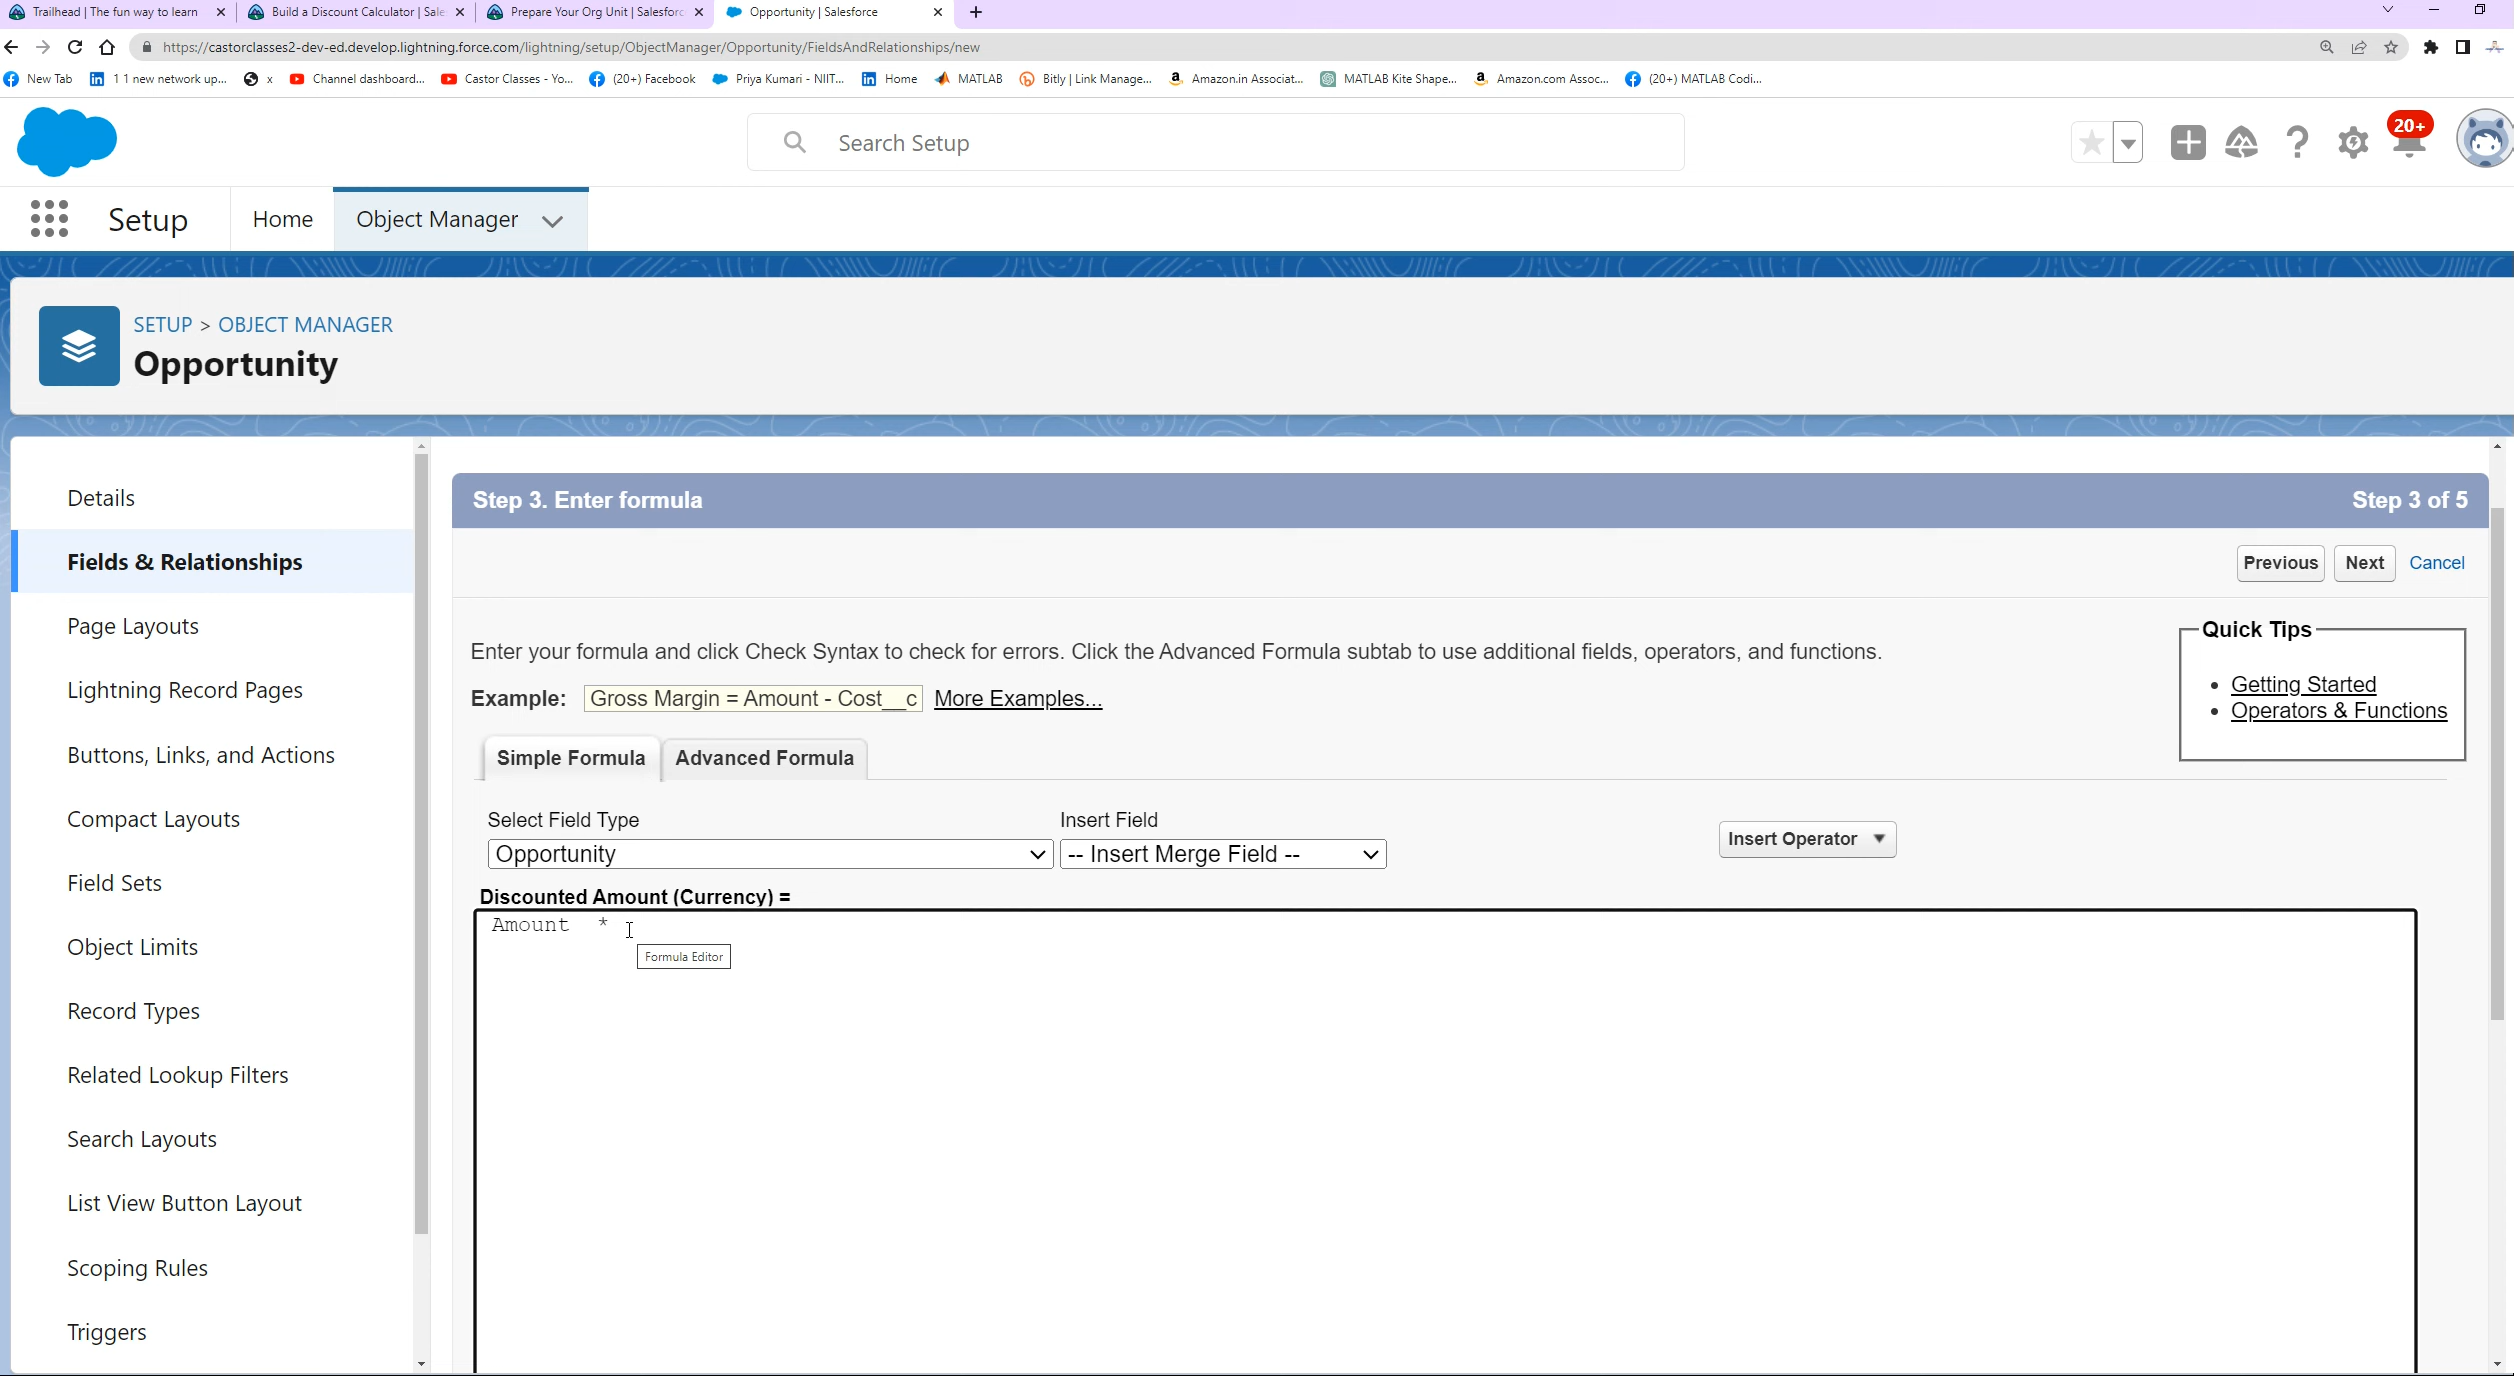 Trailhead | The fun way to learn
Build a Discount Calculator | Sale
Prepare Your Org Unit | Salesforc
Opportunity | Salesforce
https://castorclasses2-dev-ed.develop.lightning.force.com/lightning/setup/ObjectManager/Opportunity/FieldsAndRelationships/new
New Tab
1 1 new network up...
x
Channel dashboard...
Castor Classes - Yo...
(20+) Facebook
Priya Kumari - NIIT...
Home
MATLAB
Bitly | Link Manage...
Amazon.in Associat...
MATLAB Kite Shape...
Amazon.com Assoc...
(20+) MATLAB Codi...
Search Setup
20+
Setup
Home
Object Manager
SETUP > OBJECT MANAGER
Opportunity
Details
Fields & Relationships
Page Layouts
Lightning Record Pages
Buttons, Links, and Actions
Compact Layouts
Field Sets
Object Limits
Record Types
Related Lookup Filters
Search Layouts
List View Button Layout
Scoping Rules
Triggers
Step 3. Enter formula
Step 3 of 5
Previous
Next
Cancel
Enter your formula and click Check Syntax to check for errors. Click the Advanced Formula subtab to use additional fields, operators, and functions.
Example: Gross Margin = Amount - Cost__c More Examples...
Quick Tips
Getting Started
Operators & Functions
Simple Formula
Advanced Formula
Select Field Type
Insert Field
Opportunity
-- Insert Merge Field --
Insert Operator
Discounted Amount (Currency) =
Amount *
Formula Editor